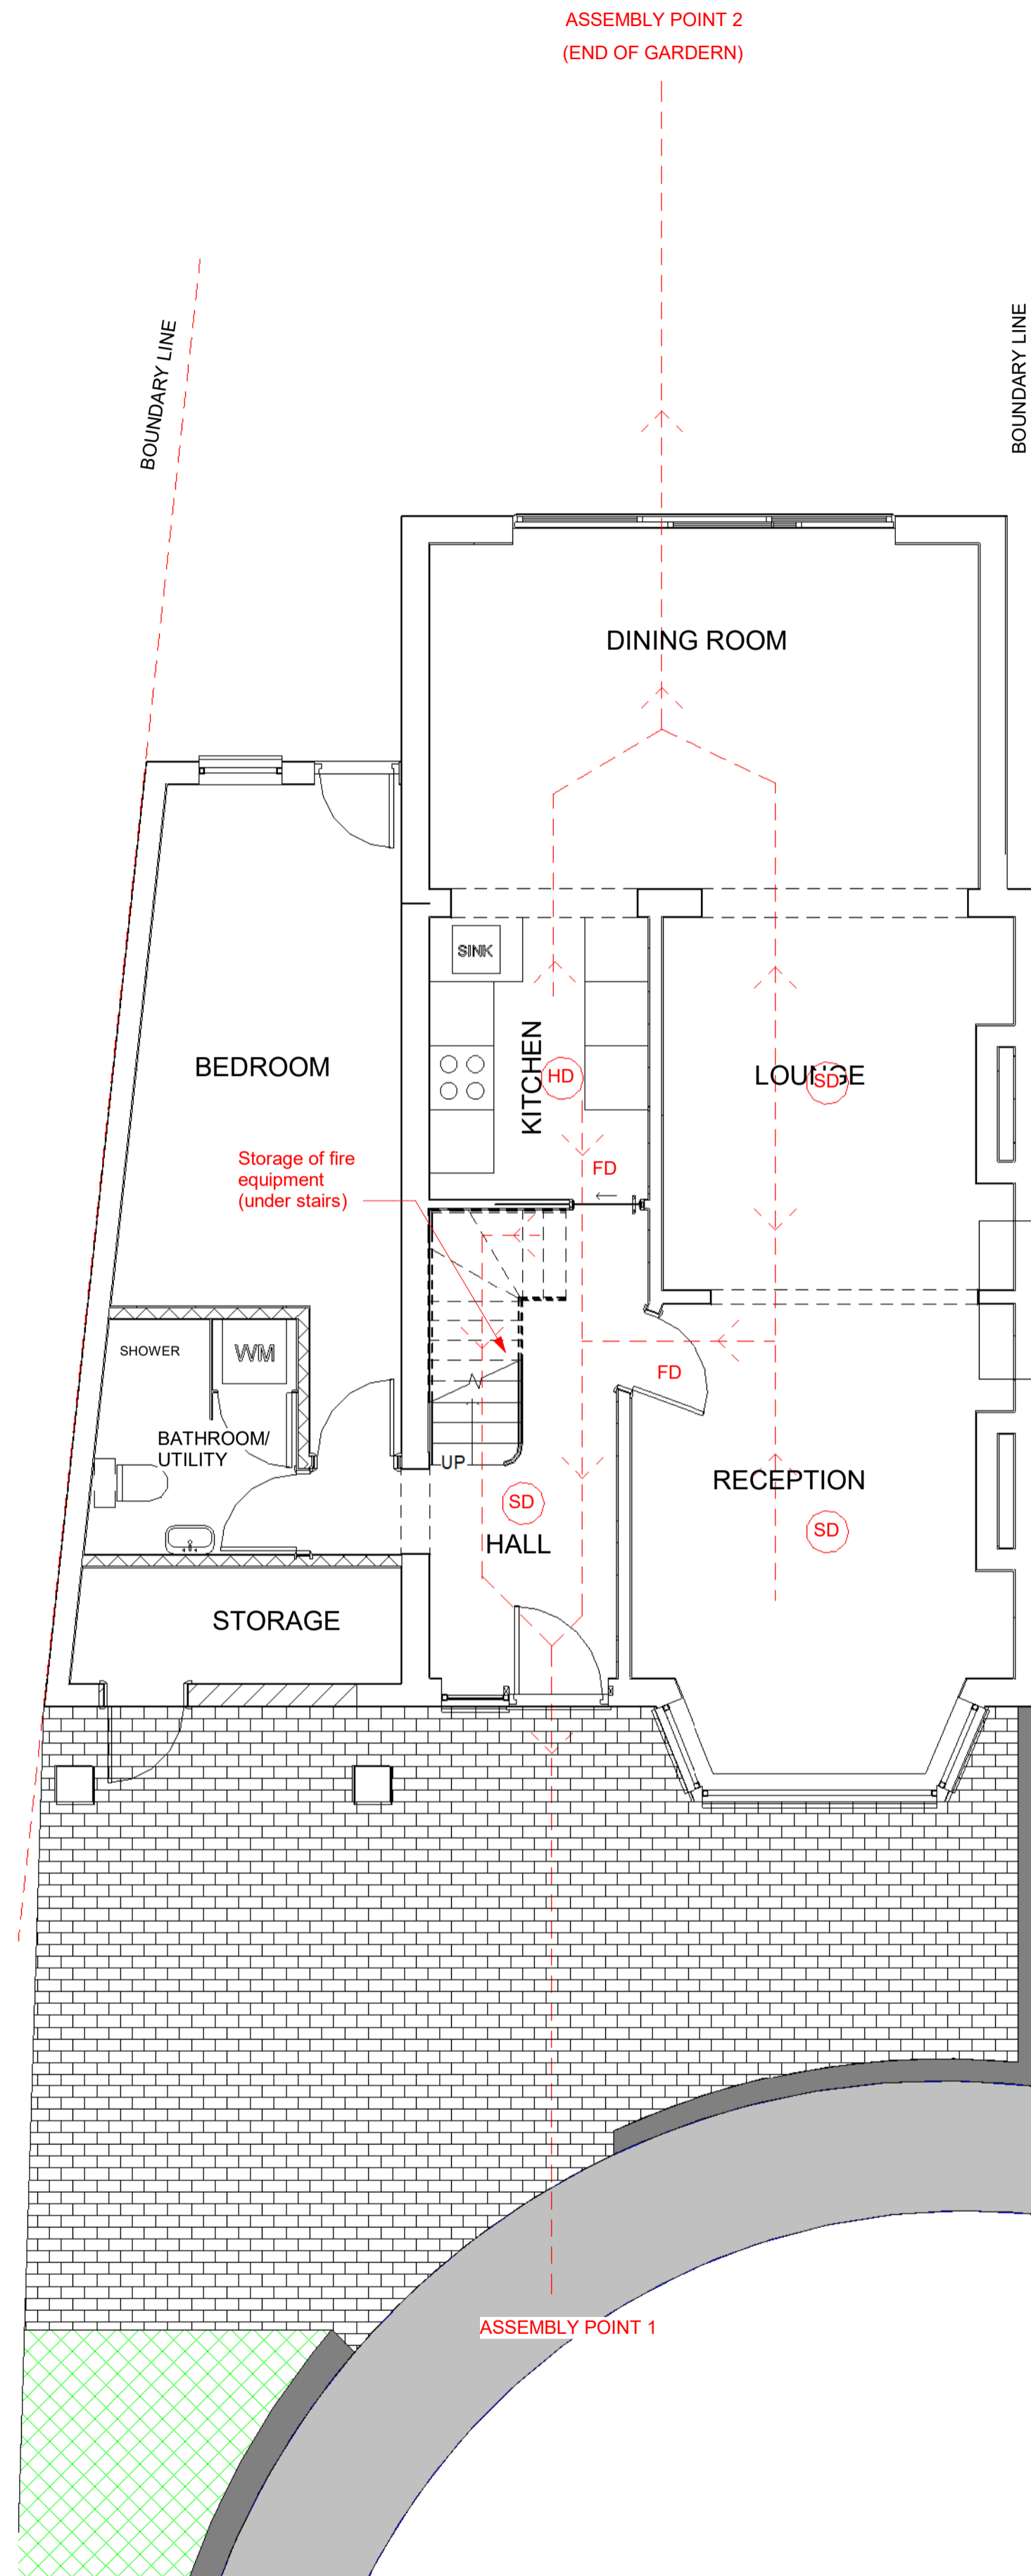 ASSEMBLY POINT 2
(END OF GARDERN)
BOUNDARY LINE
BOUNDARY LINE
DINING ROOM
SINK
BEDROOM
KITCHEN
HD
LOUNGE
SD
Storage of fire
equipment
(under stairs)
FD
SHOWER
WM
FD
BATHROOM/
UTILITY
UP
RECEPTION
SD
SD
HALL
STORAGE
ASSEMBLY POINT 1